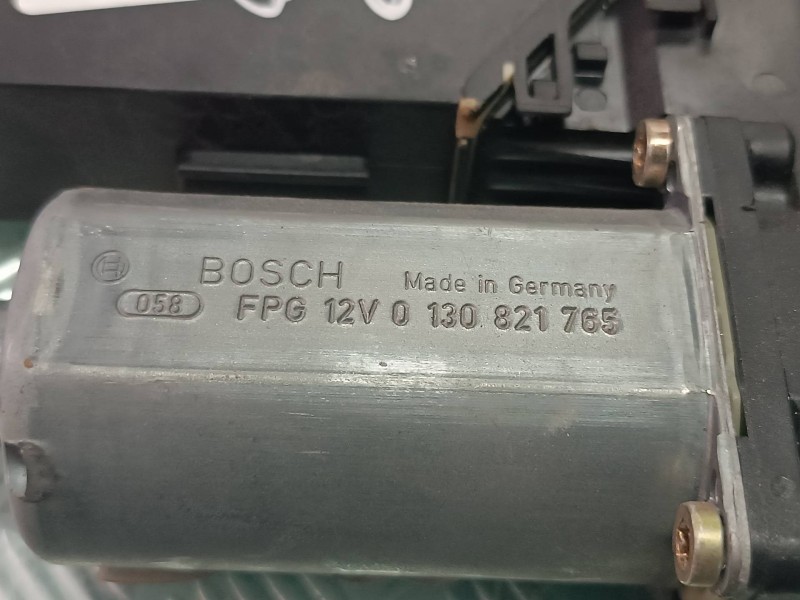 BOSCH Made in Germany
058 FPG 12V 0 130 821 765